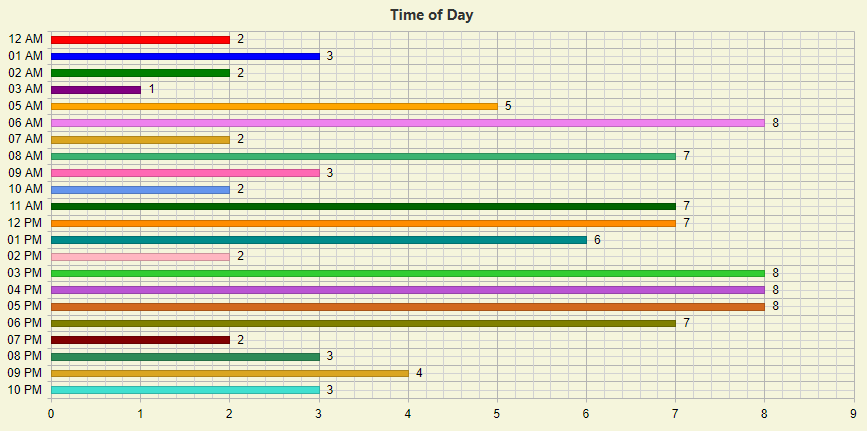 Time of Day
12 AM 2
01 AM 3
02 AM 2
03 AM 1
05 AM 5
06 AM 8
07 AM 2
08 AM 7
09 AM 3
10 AM 2
11 AM 7
12 PM 7
01 PM 6
02 PM 2
03 PM 8
04 PM 8
05 PM 8
06 PM 7
07 PM 2
08 PM 3
09 PM 4
10 PM 3
0 1 2 3 4 5 6 7 8 9